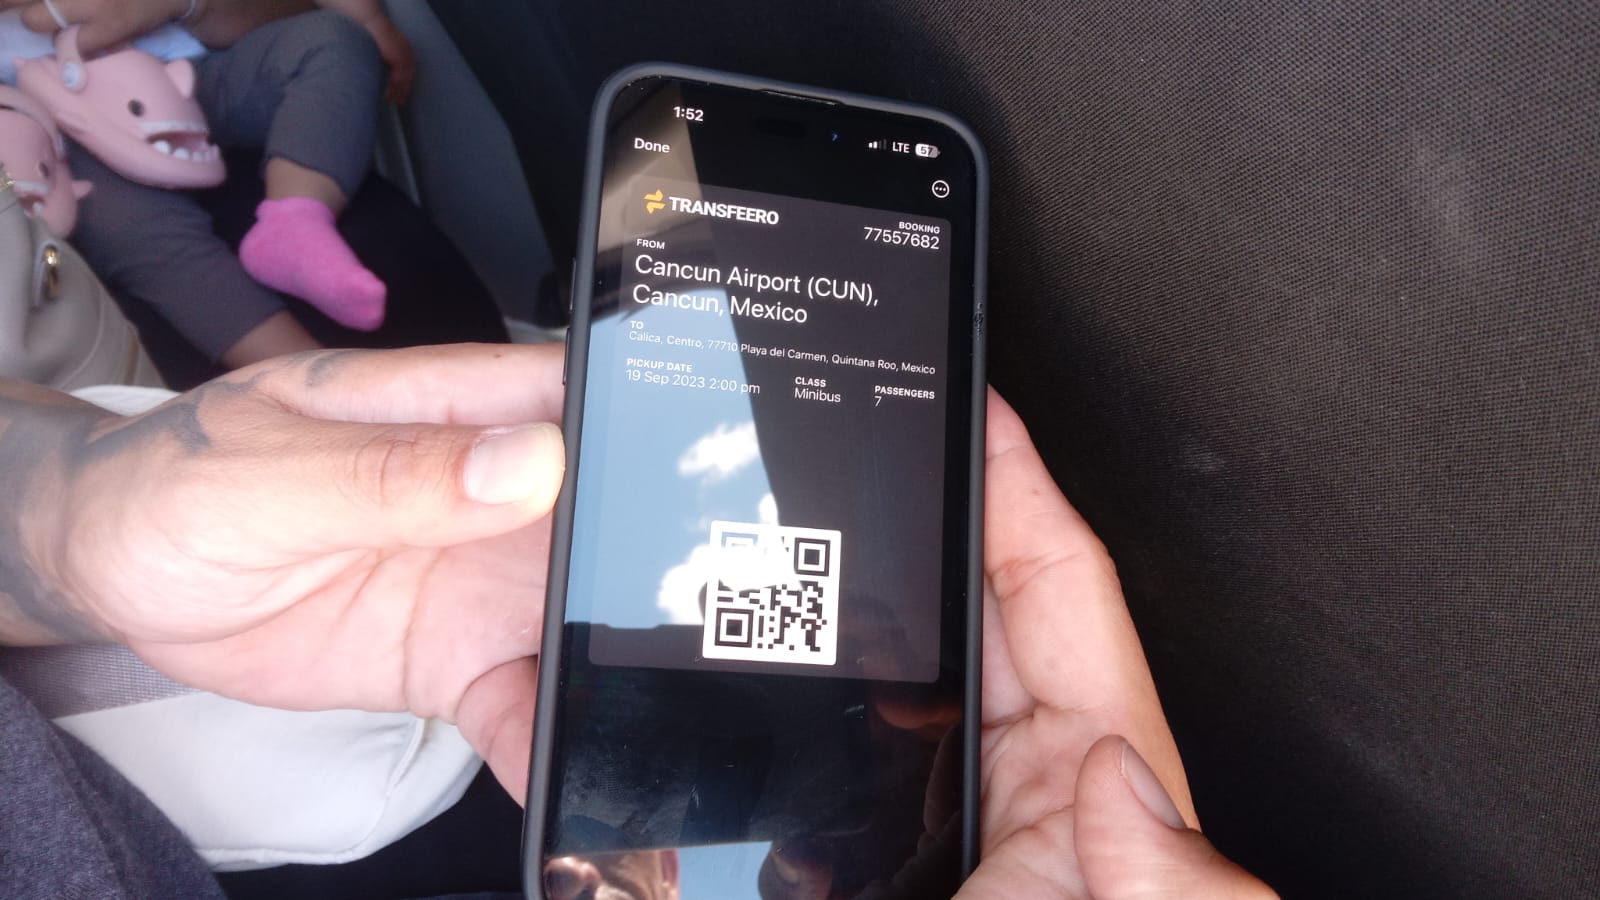 1:52
LTE 57
Done
TRANSFEERO
BOOKING
77557682
FROM
Cancun Airport (CUN),
Cancun, Mexico
TO
Calica, Centro, 77710 Playa del Carmen, Quintana Roo, Mexico
PICKUP DATE
19 Sep 2023 2:00 pm
CLASS
Minibus
PASSENGERS
7